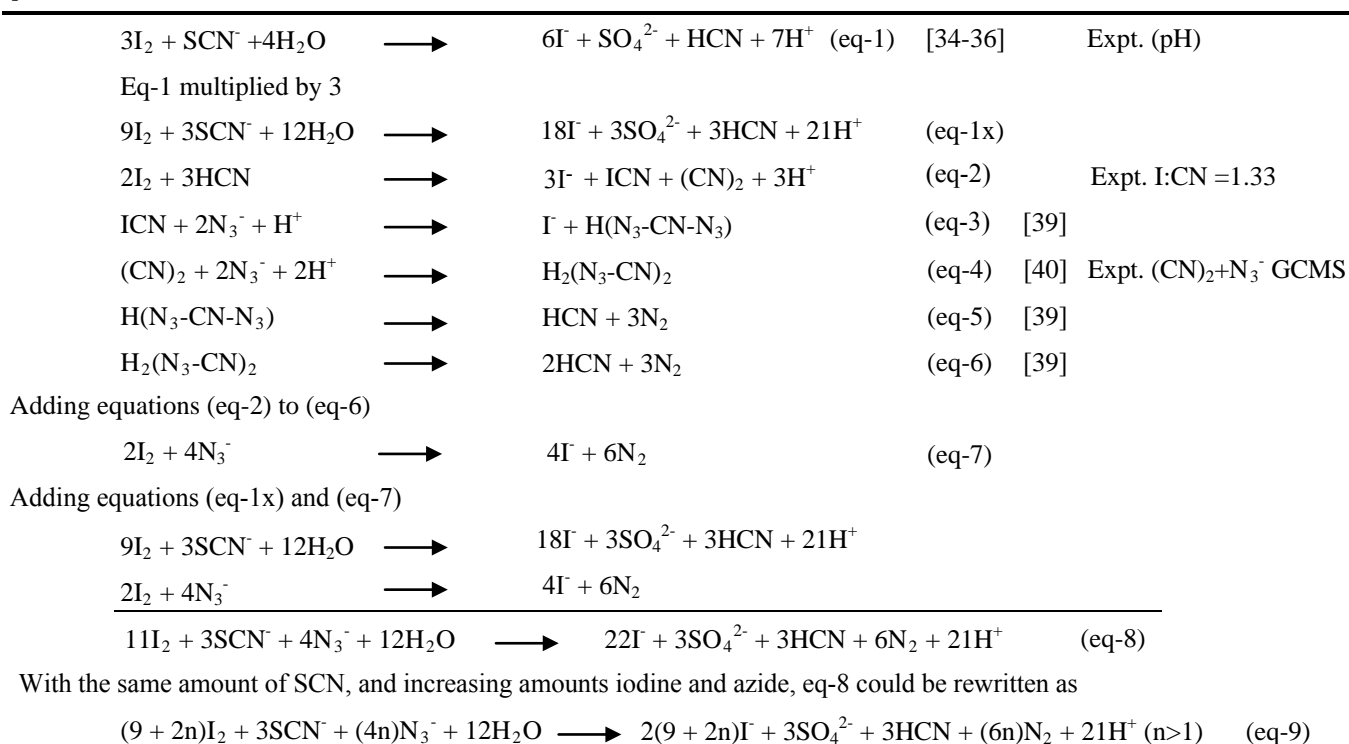 3I₂ + SCN⁻ +4H₂O ⟶ 6I⁻ + SO₄²⁻ + HCN + 7H⁺ (eq-1) [34-36] Expt. (pH)
Eq-1 multiplied by 3
9I₂ + 3SCN⁻ + 12H₂O ⟶ 18I⁻ + 3SO₄²⁻ + 3HCN + 21H⁺ (eq-1x)
2I₂ + 3HCN ⟶ 3I⁻ + ICN + (CN)₂ + 3H⁺ (eq-2) Expt. I:CN =1.33
ICN + 2N₃⁻ + H⁺ ⟶ I⁻ + H(N₃-CN-N₃) (eq-3) [39]
(CN)₂ + 2N₃⁻ + 2H⁺ ⟶ H₂(N₃-CN)₂ (eq-4) [40] Expt. (CN)₂+N₃⁻ GCMS
H(N₃-CN-N₃) ⟶ HCN + 3N₂ (eq-5) [39]
H₂(N₃-CN)₂ ⟶ 2HCN + 3N₂ (eq-6) [39]
Adding equations (eq-2) to (eq-6)
2I₂ + 4N₃⁻ ⟶ 4I⁻ + 6N₂ (eq-7)
Adding equations (eq-1x) and (eq-7)
9I₂ + 3SCN⁻ + 12H₂O ⟶ 18I⁻ + 3SO₄²⁻ + 3HCN + 21H⁺
2I₂ + 4N₃⁻ ⟶ 4I⁻ + 6N₂
11I₂ + 3SCN⁻ + 4N₃⁻ + 12H₂O ⟶ 22I⁻ + 3SO₄²⁻ + 3HCN + 6N₂ + 21H⁺ (eq-8)
With the same amount of SCN, and increasing amounts iodine and azide, eq-8 could be rewritten as
(9 + 2n)I₂ + 3SCN⁻ + (4n)N₃⁻ + 12H₂O ⟶ 2(9 + 2n)I⁻ + 3SO₄²⁻ + 3HCN + (6n)N₂ + 21H⁺ (n>1) (eq-9)